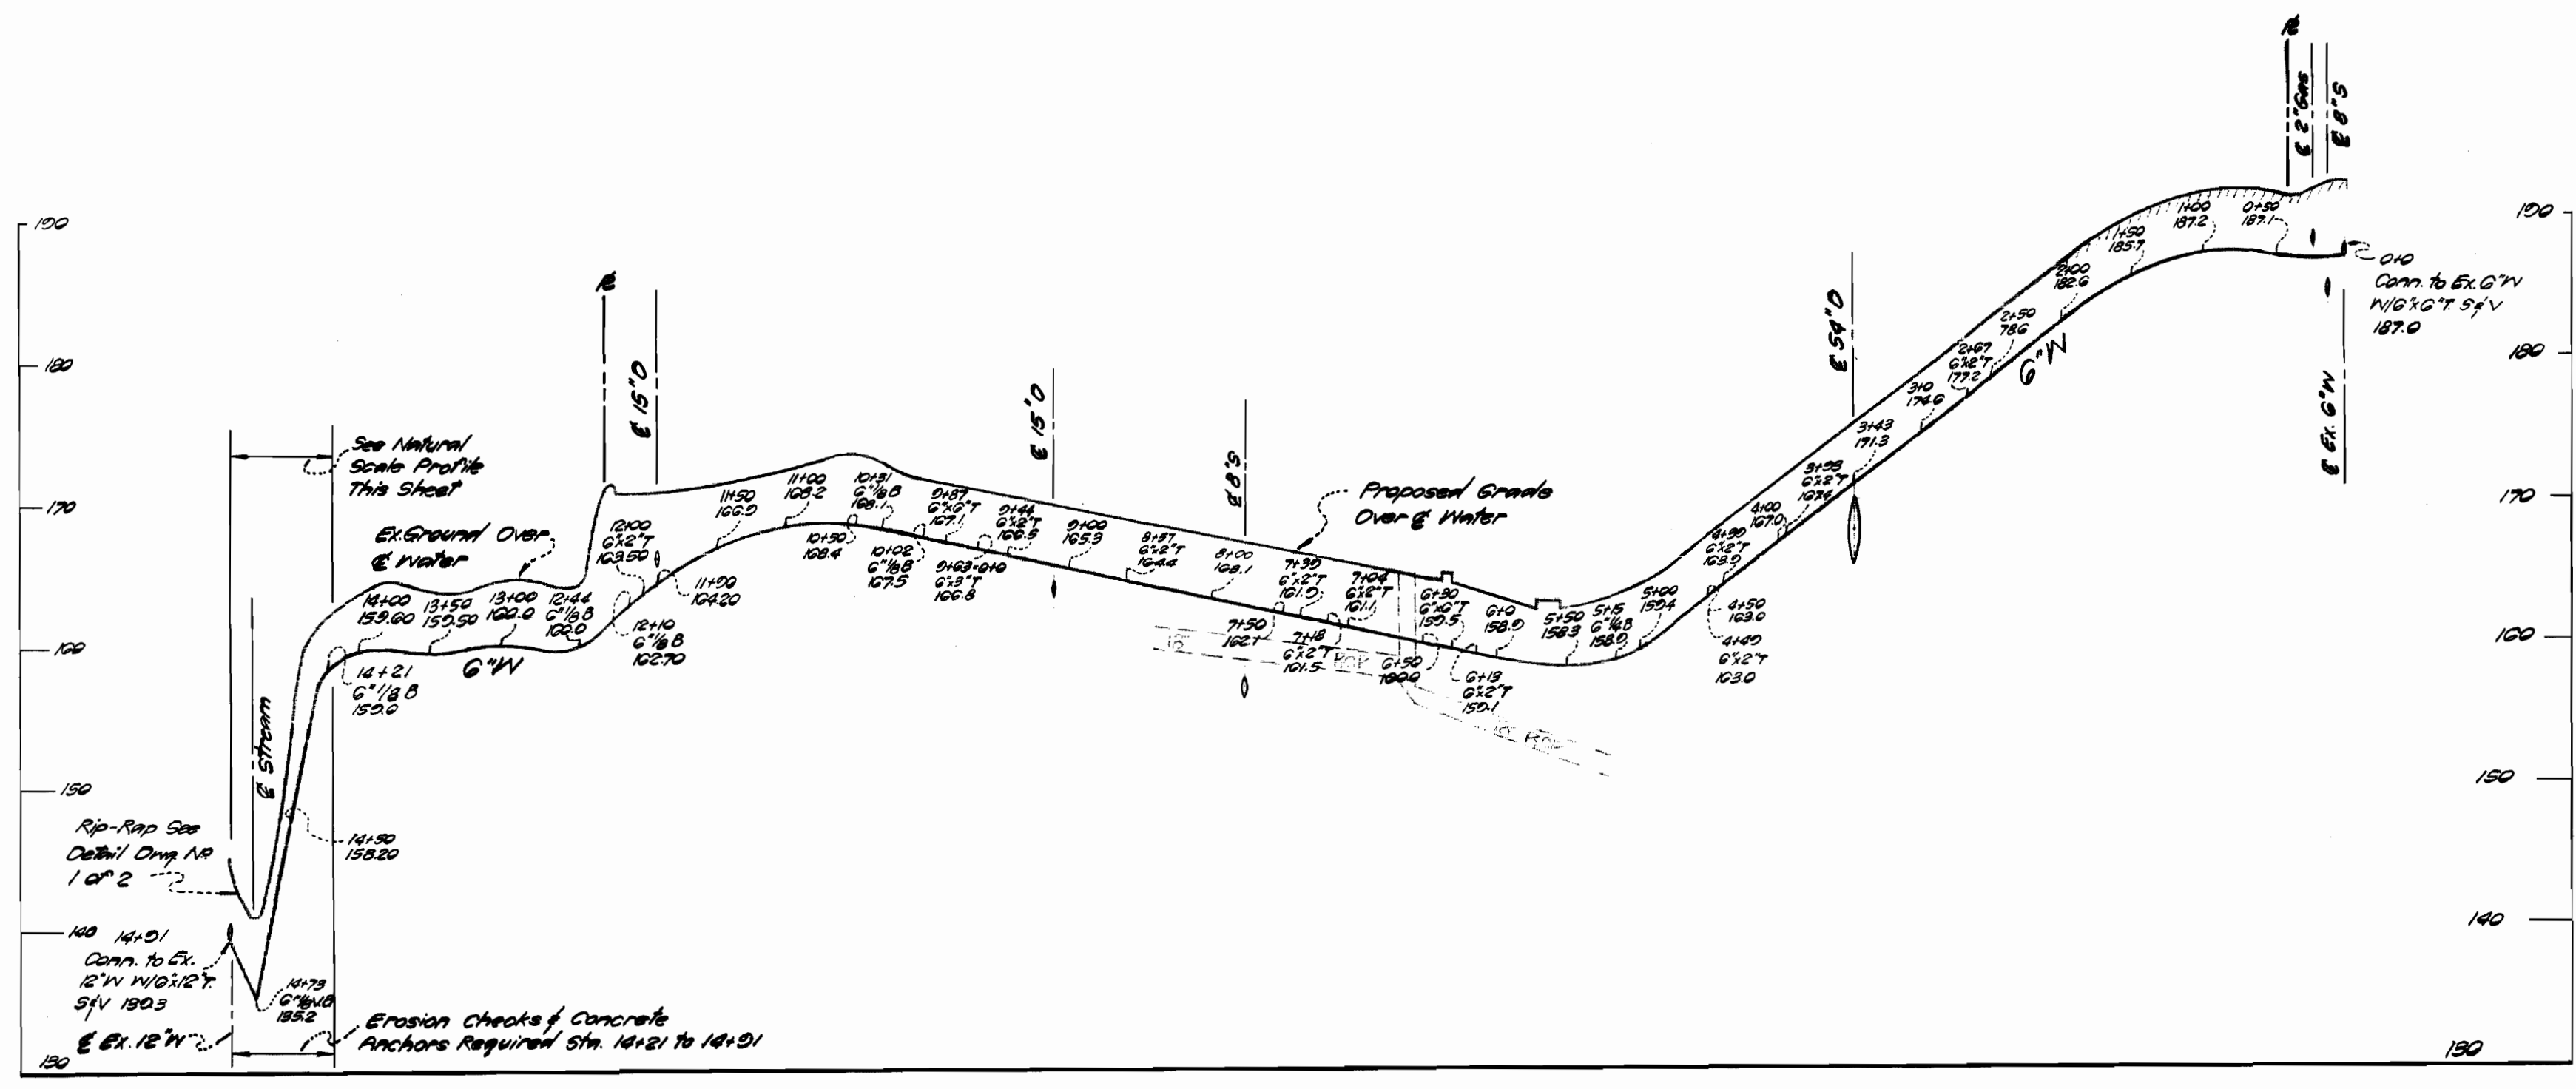 190
180
170
160
150
140
130
See Natural
Scale Profile
This Sheet
Ex. Ground Over
℄ Water
℄ Stream
Rip-Rap See
Detail Dwg. No
1 of 2
14+91
Conn. to Ex.
12"W W/6"x12"T.
S&V 139.3
℄ Ex. 12"W
14+73
135.2
Erosion Checks &
Concrete
Anchors Required Sta. 14+21 to 14+91
14+50
158.20
14+21
6" 1/8 B
159.0
14+00
159.60
13+50
159.50
13+00
160.0
12+44
6" 1/8 B
160.0
6"W
℄ 15" D
12+00
6"x2"T
163.50
12+10
6" 1/8 B
162.70
11+90
164.20
11+50
166.9
11+00
168.2
10+50
168.4
10+31
6" 1/8 B
168.1
10+02
6" 1/8 B
167.5
9+87
6"x6"T
167.1
9+63=0+0
6"x3"T
166.8
9+44
6"x2"T
166.5
℄ 15" D
9+00
165.3
8+57
6"x2"T
164.4
8+00
163.1
℄ 8" S
7+50
162.1
7+39
6"x2"T
161.9
7+18
6"x2"T
161.5
7+04
6"x2"T
161.1
Proposed Grade
Over ℄ Water
RCP
6+50
160.0
6+30
6"x6"T
159.5
6+13
6"x2"T
159.1
RCP
6+0
158.9
5+50
158.3
5+15
6" 1/4 B
158.9
5+00
159.4
4+50
163.0
4+49
6"x2"T
163.0
4+39
6"x2"T
163.9
4+00
167.0
3+95
6"x2"T
167.4
3+43
171.3
℄ 54" D
3+0
174.6
2+67
6"x2"T
177.2
2+50
78.6
6"W
2+00
182.6
1+50
185.7
1+00
187.2
0+50
187.1
℄ 2" Gas
℄ 8" S
0+0
Conn. to Ex. 6"W
W/6"x6"T. S&V
187.0
℄ Ex. 6"W
190
180
170
160
150
140
130